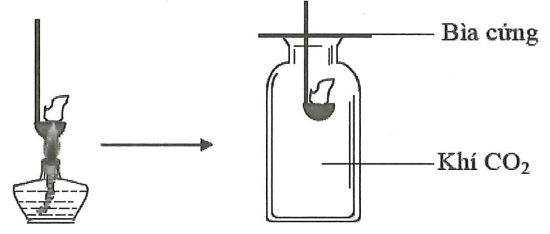 Bìa cứng
Khí CO₂